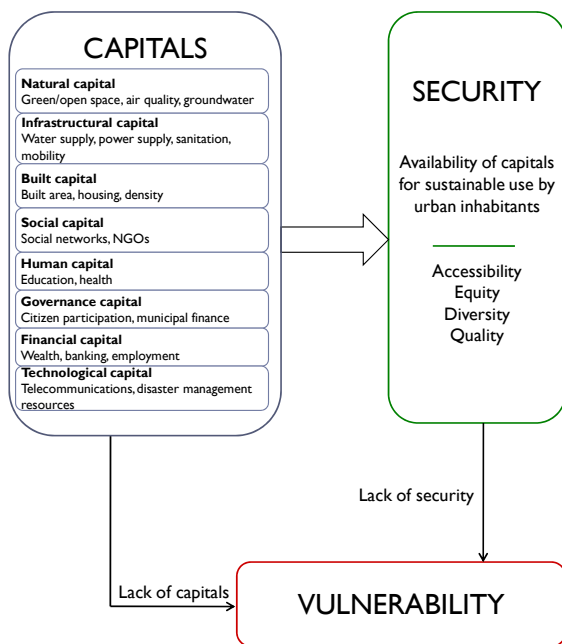 CAPITALS
Natural capital
Green/open space, air quality, groundwater
Infrastructural capital
Water supply, power supply, sanitation,
mobility
Built capital
Built area, housing, density
Social capital
Social networks, NGOs
Human capital
Education, health
Governance capital
Citizen participation, municipal finance
Financial capital
Wealth, banking, employment
Technological capital
Telecommunications, disaster management
resources
SECURITY
Availability of capitals
for sustainable use by
urban inhabitants
Accessibility
Equity
Diversity
Quality
Lack of security
Lack of capitals
VULNERABILITY